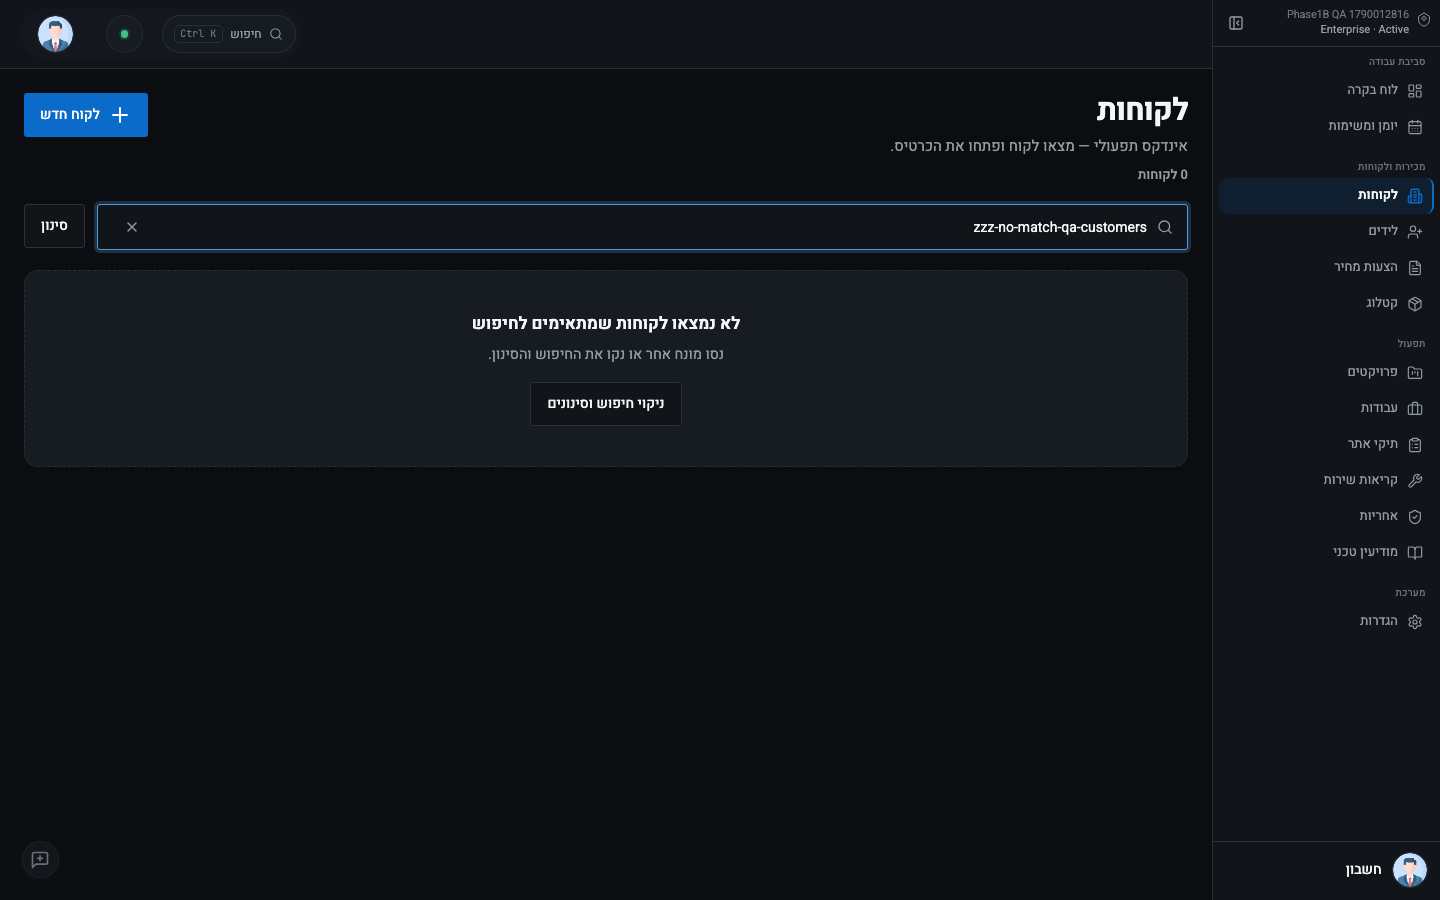 Phase1B QA 1790012816
Enterprise · Active
סביבת עבודה
לוח בקרה
יומן ומשימות
מכירות ולקוחות
לקוחות
לידים
הצעות מחיר
קטלוג
תפעול
פרויקטים
עבודות
תיקי אתר
קריאות שירות
אחריות
מודיעין טכני
מערכת
הגדרות
חשבון
חיפוש Ctrl K
לקוחות
לקוח חדש
אינדקס תפעולי — מצאו לקוח ופתחו את הכרטיס.
0 לקוחות
zzz-no-match-qa-customers
סינון
לא נמצאו לקוחות שמתאימים לחיפוש
נסו מונח אחר או נקו את החיפוש והסינון.
ניקוי חיפוש וסינונים